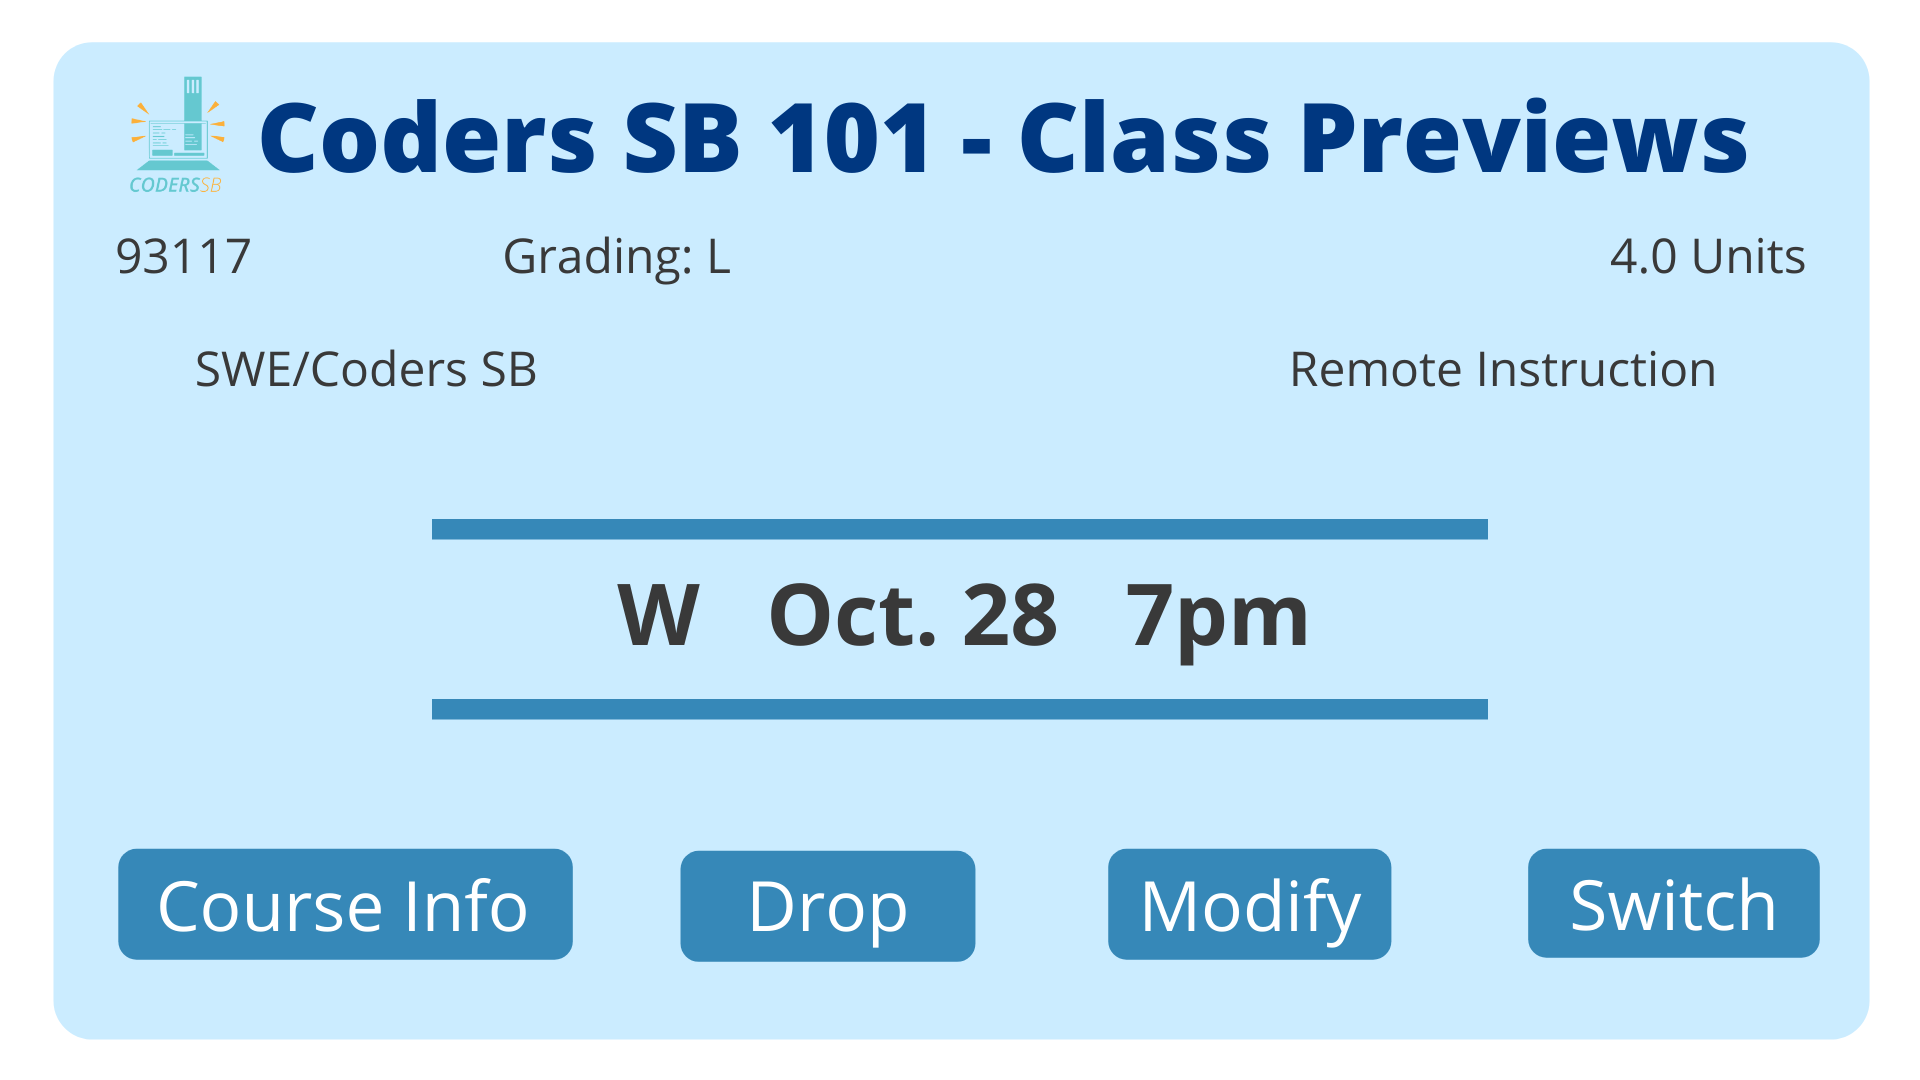 Coders SB 101 - Class Previews
CODERSSB
93117 Grading: L 4.0 Units
SWE/Coders SB Remote Instruction
W Oct. 28 7pm
Course Info Drop Modify Switch